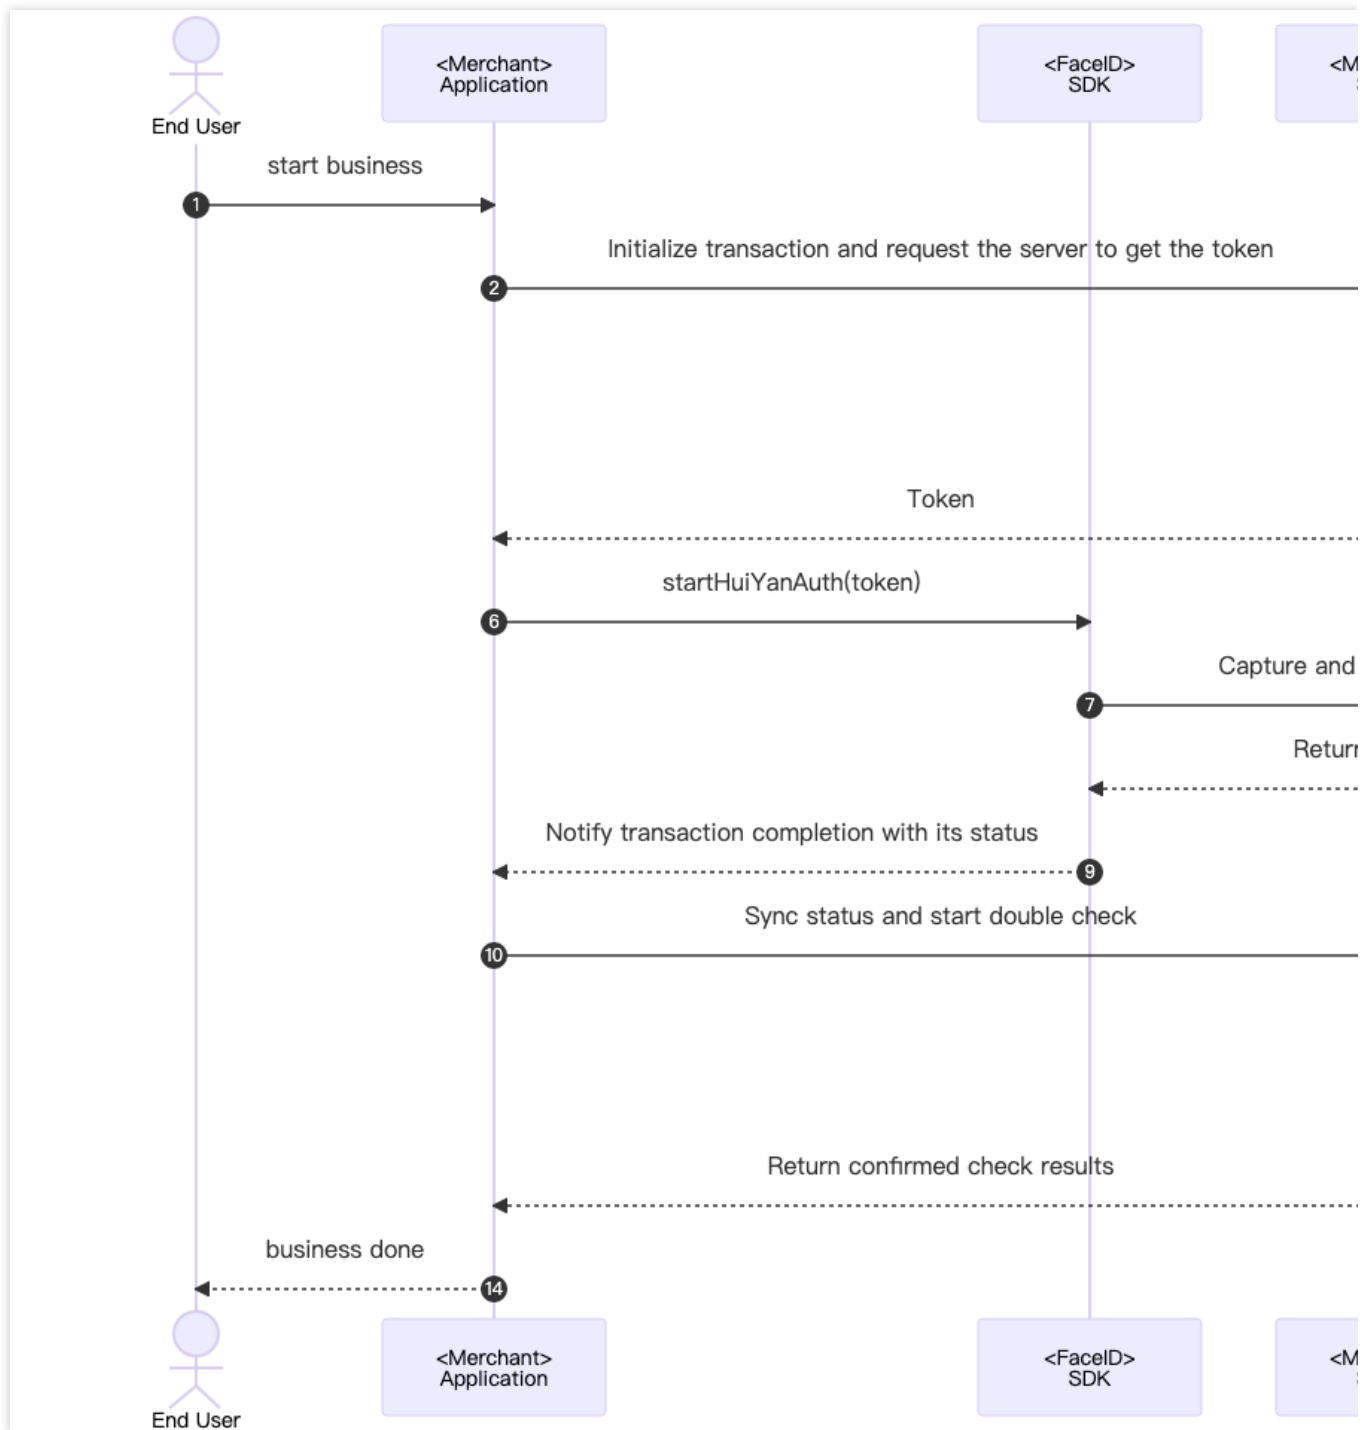 <Merchant>
Application
<FaceID>
SDK
<M
End User
start business
1
Initialize transaction and request the server to get the token
2
Token
startHuiYanAuth(token)
6
Capture and
7
Return
Notify transaction completion with its status
9
Sync status and start double check
10
Return confirmed check results
business done
14
<Merchant>
Application
<FaceID>
SDK
<M
End User